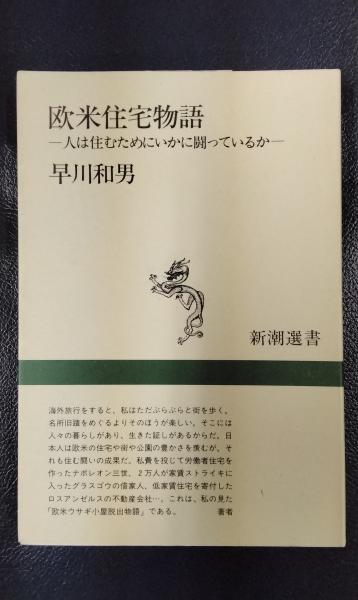 欧米住宅物語
―人は住むためにいかに闘っているか―
早川和男
新潮選書
海外旅行をすると、私はただぶらぶらと街を歩く。
名所旧蹟をめぐるよりそのほうが楽しい。そこには
人々の暮らしがあり、生きた証しがあるからだ。日
本人は欧米の住宅や街や公園の豊かさを羨むが、そ
れも住む闘いの成果だ。私費を投じて労働者住宅を
作ったナポレオン三世、２万人が家賃ストライキに
入ったグラスゴウの借家人、低家賃住宅を寄付した
ロスアンゼルスの不動産会社…。これは、私の見た
「欧米ウサギ小屋脱出物語」である。　著者